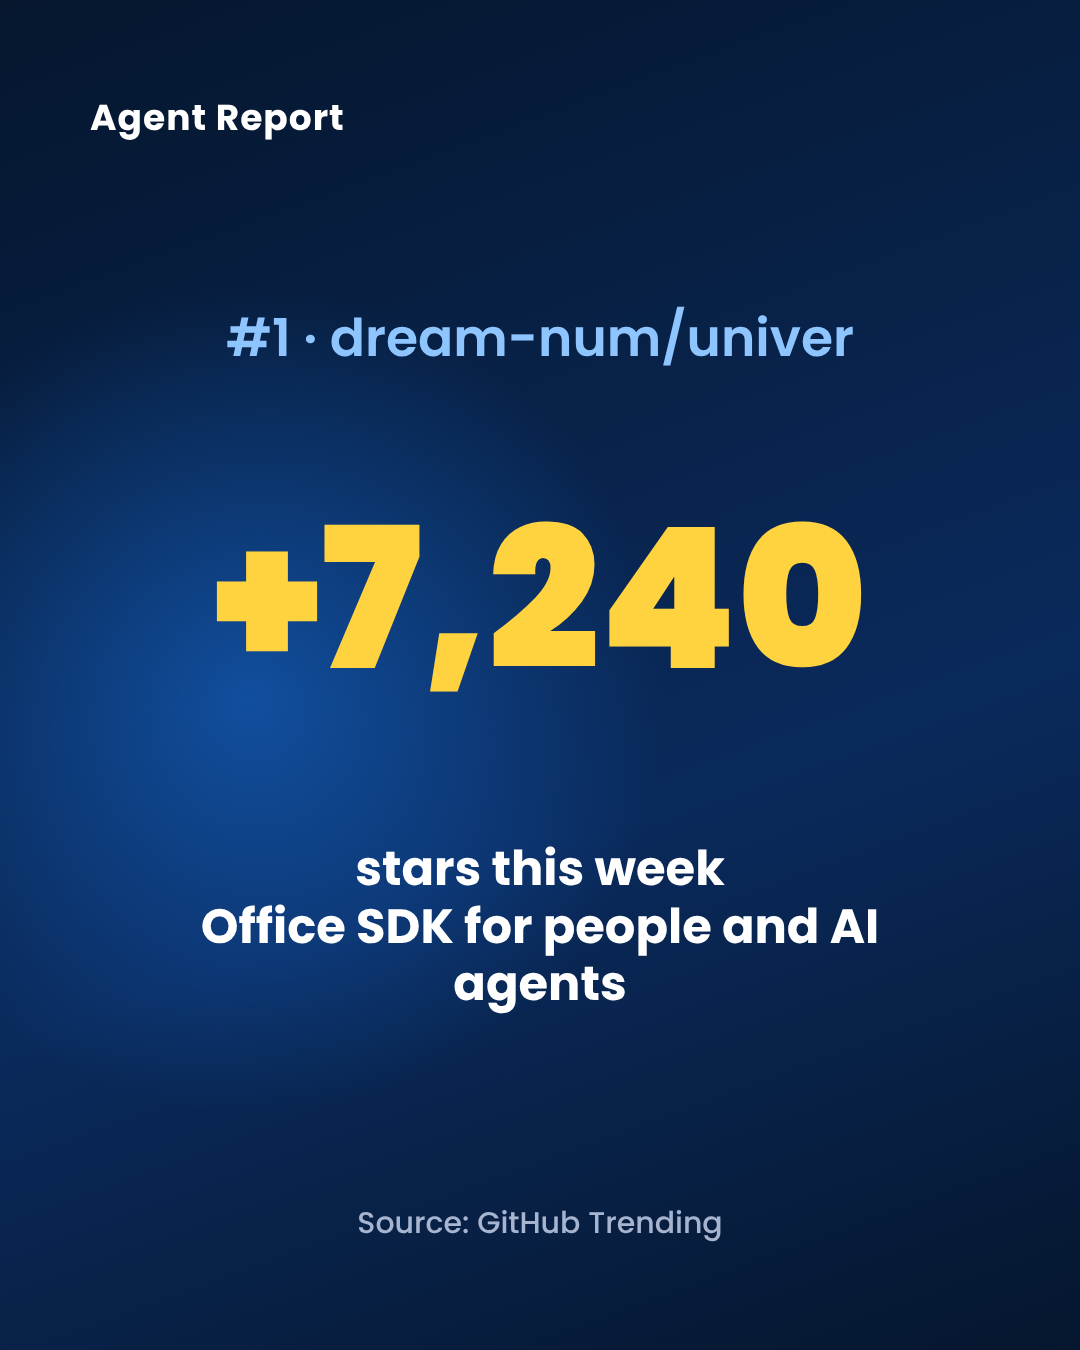 Agent Report
#1 · dream-num/univer
+7,240
stars this week
Office SDK for people and AI
agents
Source: GitHub Trending